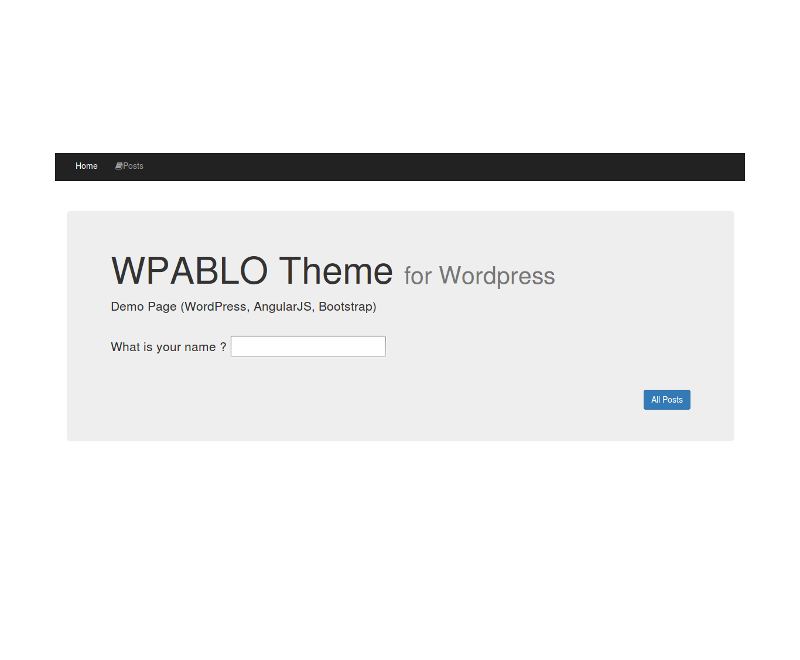 Home Posts
WPABLO Theme for Wordpress
Demo Page (WordPress, AngularJS, Bootstrap)
What is your name ?
All Posts